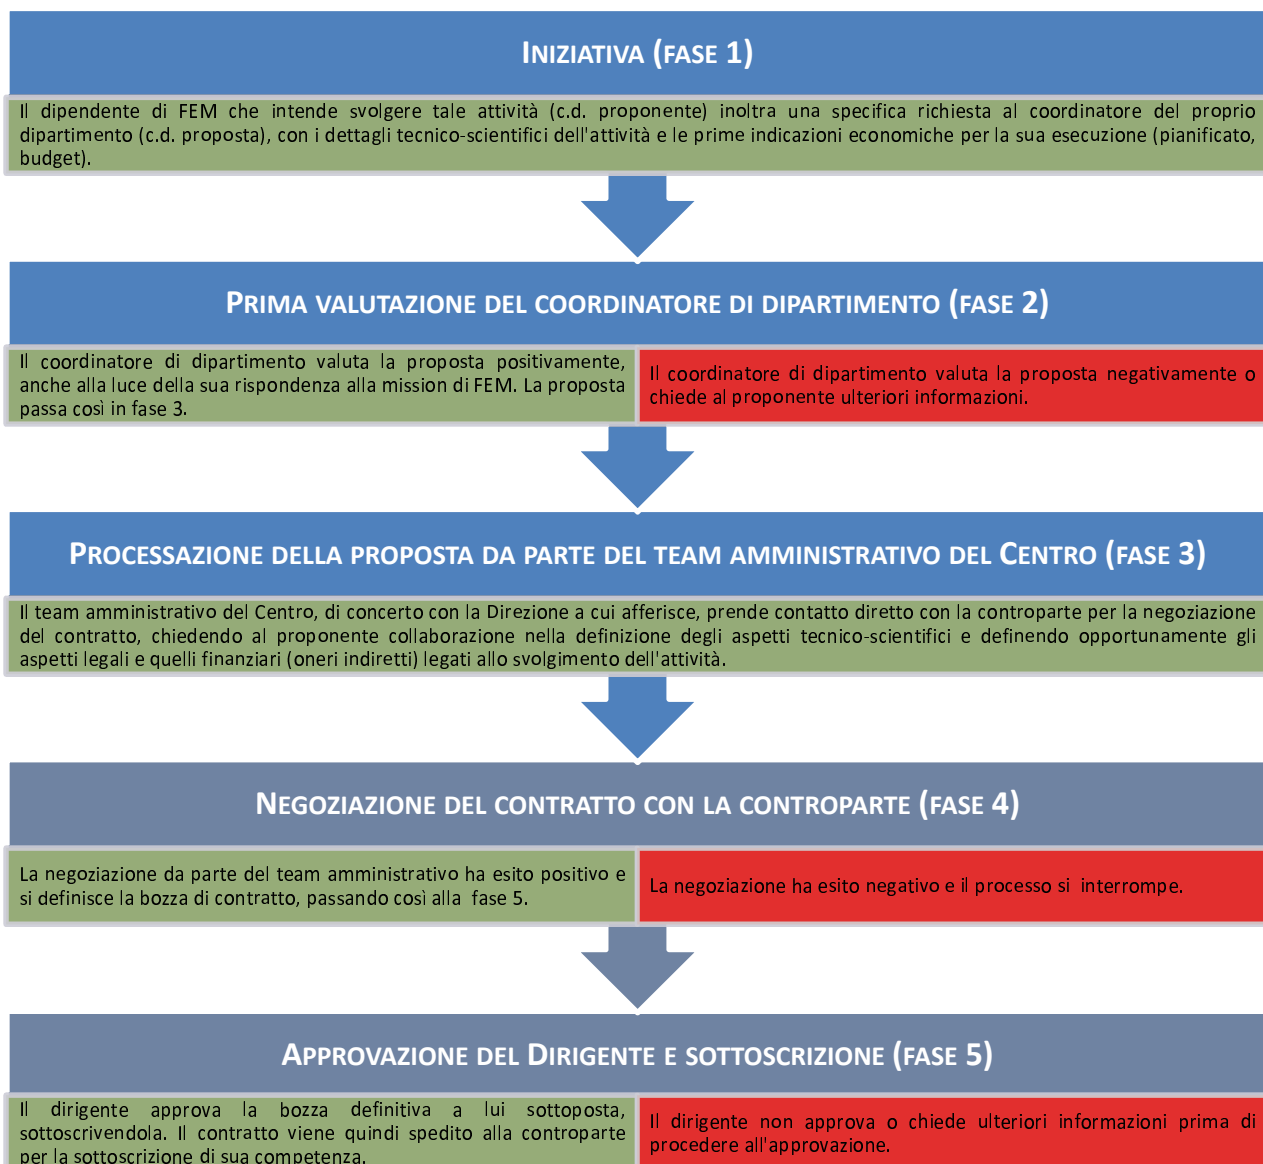 INIZIATIVA (FASE 1)
Il dipendente di FEM che intende svolgere tale attività (c.d. proponente) inoltra una specifica richiesta al coordinatore del proprio
dipartimento (c.d. proposta), con i dettagli tecnico-scientifici dell'attività e le prime indicazioni economiche per la sua esecuzione (pianificato,
budget).
PRIMA VALUTAZIONE DEL COORDINATORE DI DIPARTIMENTO (FASE 2)
Il coordinatore di dipartimento valuta la proposta positivamente,
anche alla luce della sua rispondenza alla mission di FEM. La proposta
passa così in fase 3.
Il coordinatore di dipartimento valuta la proposta negativamente o
chiede al proponente ulteriori informazioni.
PROCESSAZIONE DELLA PROPOSTA DA PARTE DEL TEAM AMMINISTRATIVO DEL CENTRO (FASE 3)
Il team amministrativo del Centro, di concerto con la Direzione a cui afferisce, prende contatto diretto con la controparte per la negoziazione
del contratto, chiedendo al proponente collaborazione nella definizione degli aspetti tecnico-scientifici e definendo opportunamente gli
aspetti legali e quelli finanziari (oneri indiretti) legati allo svolgimento dell'attività.
NEGOZIAZIONE DEL CONTRATTO CON LA CONTROPARTE (FASE 4)
La negoziazione da parte del team amministrativo ha esito positivo e
si definisce la bozza di contratto, passando così alla fase 5.
La negoziazione ha esito negativo e il processo si interrompe.
APPROVAZIONE DEL DIRIGENTE E SOTTOSCRIZIONE (FASE 5)
Il dirigente approva la bozza definitiva a lui sottoposta,
sottoscrivendola. Il contratto viene quindi spedito alla controparte
per la sottoscrizione di sua competenza.
Il dirigente non approva o chiede ulteriori informazioni prima di
procedere all'approvazione.